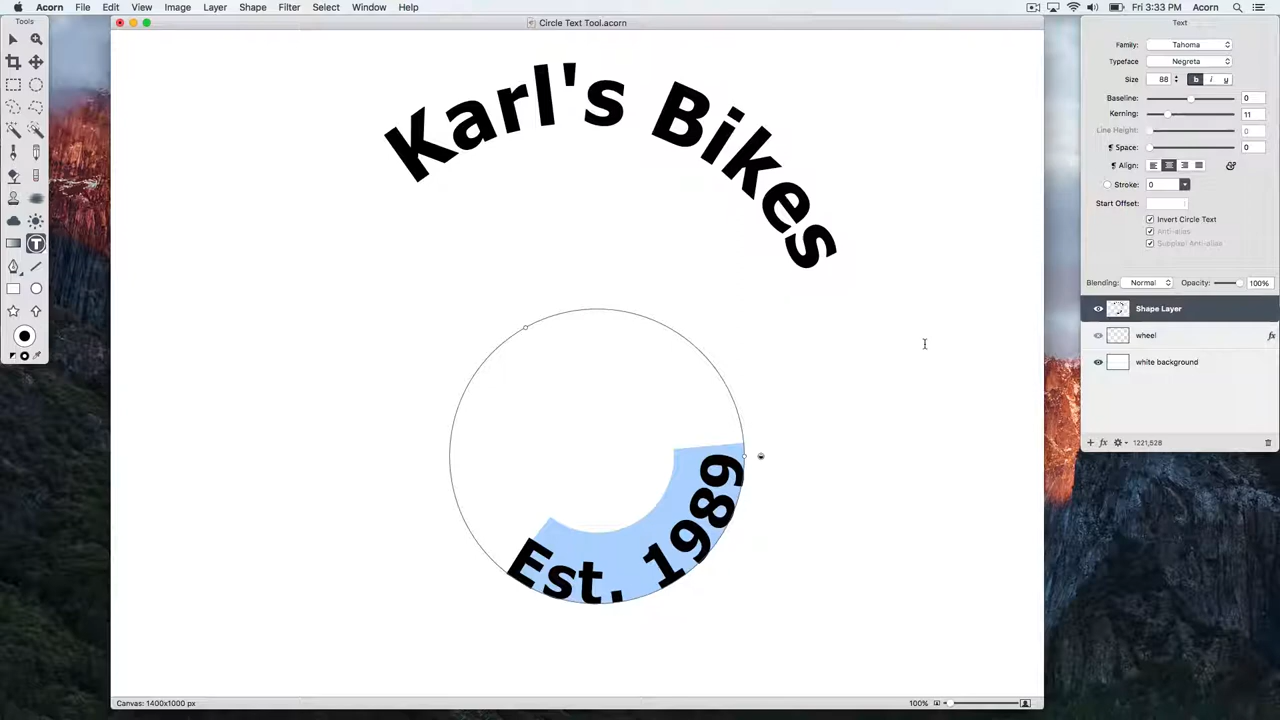 Acorn File Edit View Image Layer Shape Filter Select Window Help
Fri 3:33 PM Acorn
Tools
Circle Text Tool.acorn
Karl's Bikes
Est. 1989
Canvas: 1400x1000 px
100%
Text
Family: Tahoma
Typeface Negreta
Size 88 b i u
Baseline: 0
Kerning: 11
Line Height: 0
¶ Space: 0
¶ Align:
Stroke: 0
Start Offset:
Invert Circle Text
Anti-alias
Subpixel Anti-alias
Blending: Normal Opacity: 100%
Shape Layer
wheel fx
white background
+ fx 1221,528